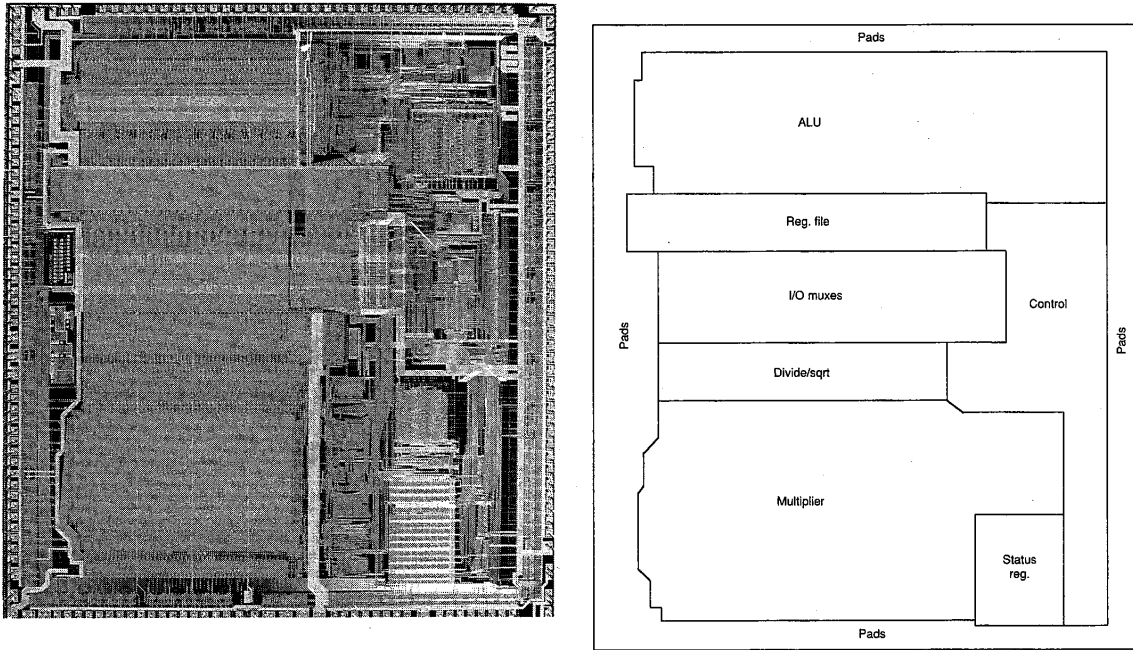 Pads
ALU
Reg. file
I/O muxes
Control
Pads
Pads
Divide/sqrt
Multiplier
Status
reg.
Pads